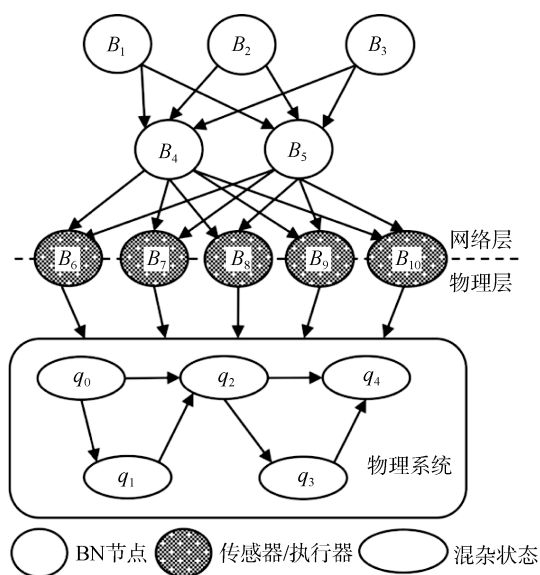 B₁ B₂ B₃
B₄ B₅
B₆ B₇ B₈ B₉ B₁₀
网络层
物理层
q₀ q₂ q₄
q₁ q₃
物理系统
BN节点 传感器/执行器 混杂状态